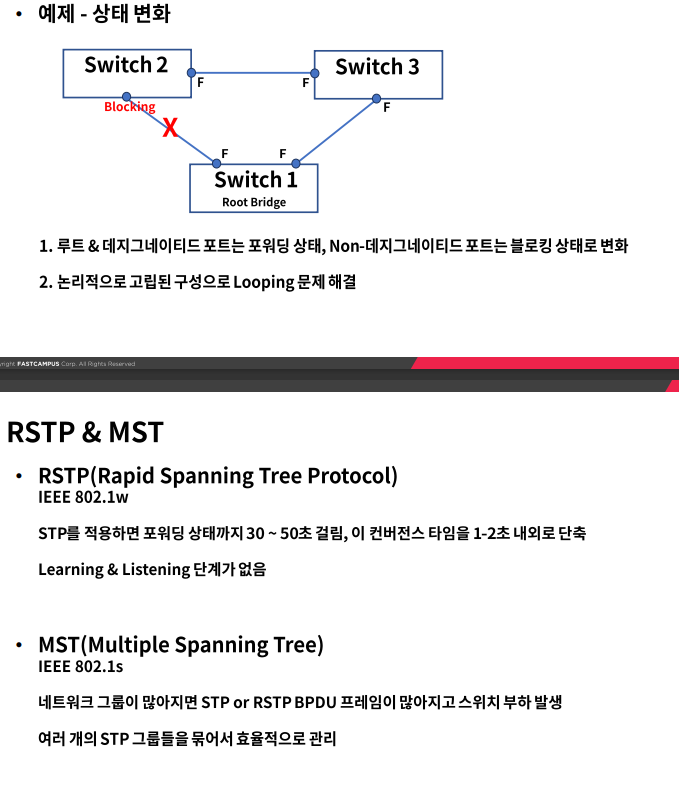 • 예제 - 상태 변화
Switch 2
Switch 3
F
F
Blocking
F
X
F
F
Switch 1
Root Bridge
1. 루트 & 데지그네이티드 포트는 포워딩 상태, Non-데지그네이티드 포트는 블로킹 상태로 변화
2. 논리적으로 고립된 구성으로 Looping 문제 해결
yright FASTCAMPUS Corp. All Rights Reserved
RSTP & MST
• RSTP(Rapid Spanning Tree Protocol)
IEEE 802.1w
STP를 적용하면 포워딩 상태까지 30 ~ 50초 걸림, 이 컨버전스 타임을 1-2초 내외로 단축
Learning & Listening 단계가 없음
• MST(Multiple Spanning Tree)
IEEE 802.1s
네트워크 그룹이 많아지면 STP or RSTP BPDU 프레임이 많아지고 스위치 부하 발생
여러 개의 STP 그룹들을 묶어서 효율적으로 관리